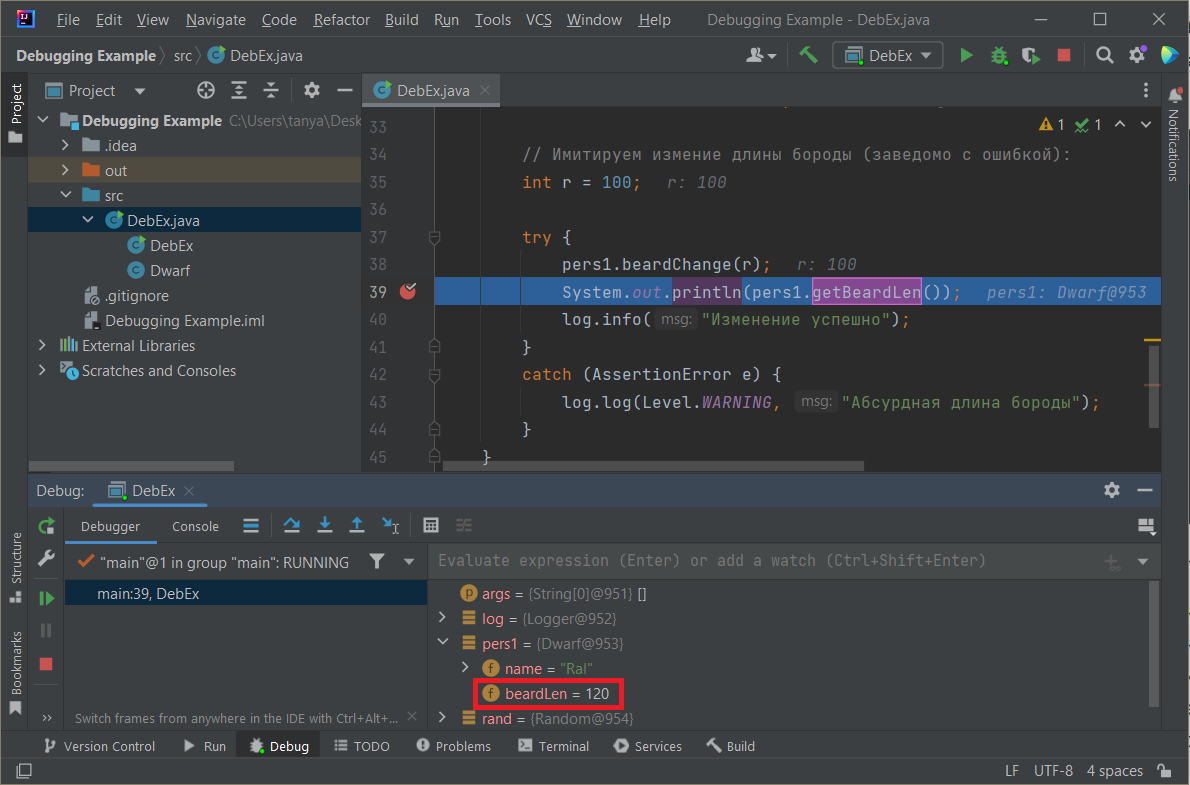 File Edit View Navigate Code Refactor Build Run Tools VCS Window Help Debugging Example - DebEx.java
Debugging Example src DebEx.java DebEx
Project
Project
DebEx.java
Notifications
Debugging Example C:\Users\tanya\Desk
.idea
out
src
DebEx.java
DebEx
Dwarf
.gitignore
Debugging Example.iml
External Libraries
Scratches and Consoles
1 1
33
34 // Имитируем измение длины бороды (заведомо с ошибкой):
35 int r = 100; r: 100
36
37 try {
38 pers1.beardChange(r); r: 100
39 System.out.println(pers1.getBeardLen()); pers1: Dwarf@953
40 log.info( msg: "Изменение успешно");
41 }
42 catch (AssertionError e) {
43 log.log(Level.WARNING, msg: "Абсурдная длина бороды");
44 }
45 }
Debug: DebEx
Debugger Console
Structure
Bookmarks
"main"@1 in group "main": RUNNING
main:39, DebEx
Switch frames from anywhere in the IDE with Ctrl+Alt+...
Evaluate expression (Enter) or add a watch (Ctrl+Shift+Enter)
args = {String[0]@951} []
log = {Logger@952}
pers1 = {Dwarf@953}
name = "Ral"
beardLen = 120
rand = {Random@954}
Version Control Run Debug TODO Problems Terminal Services Build
LF UTF-8 4 spaces